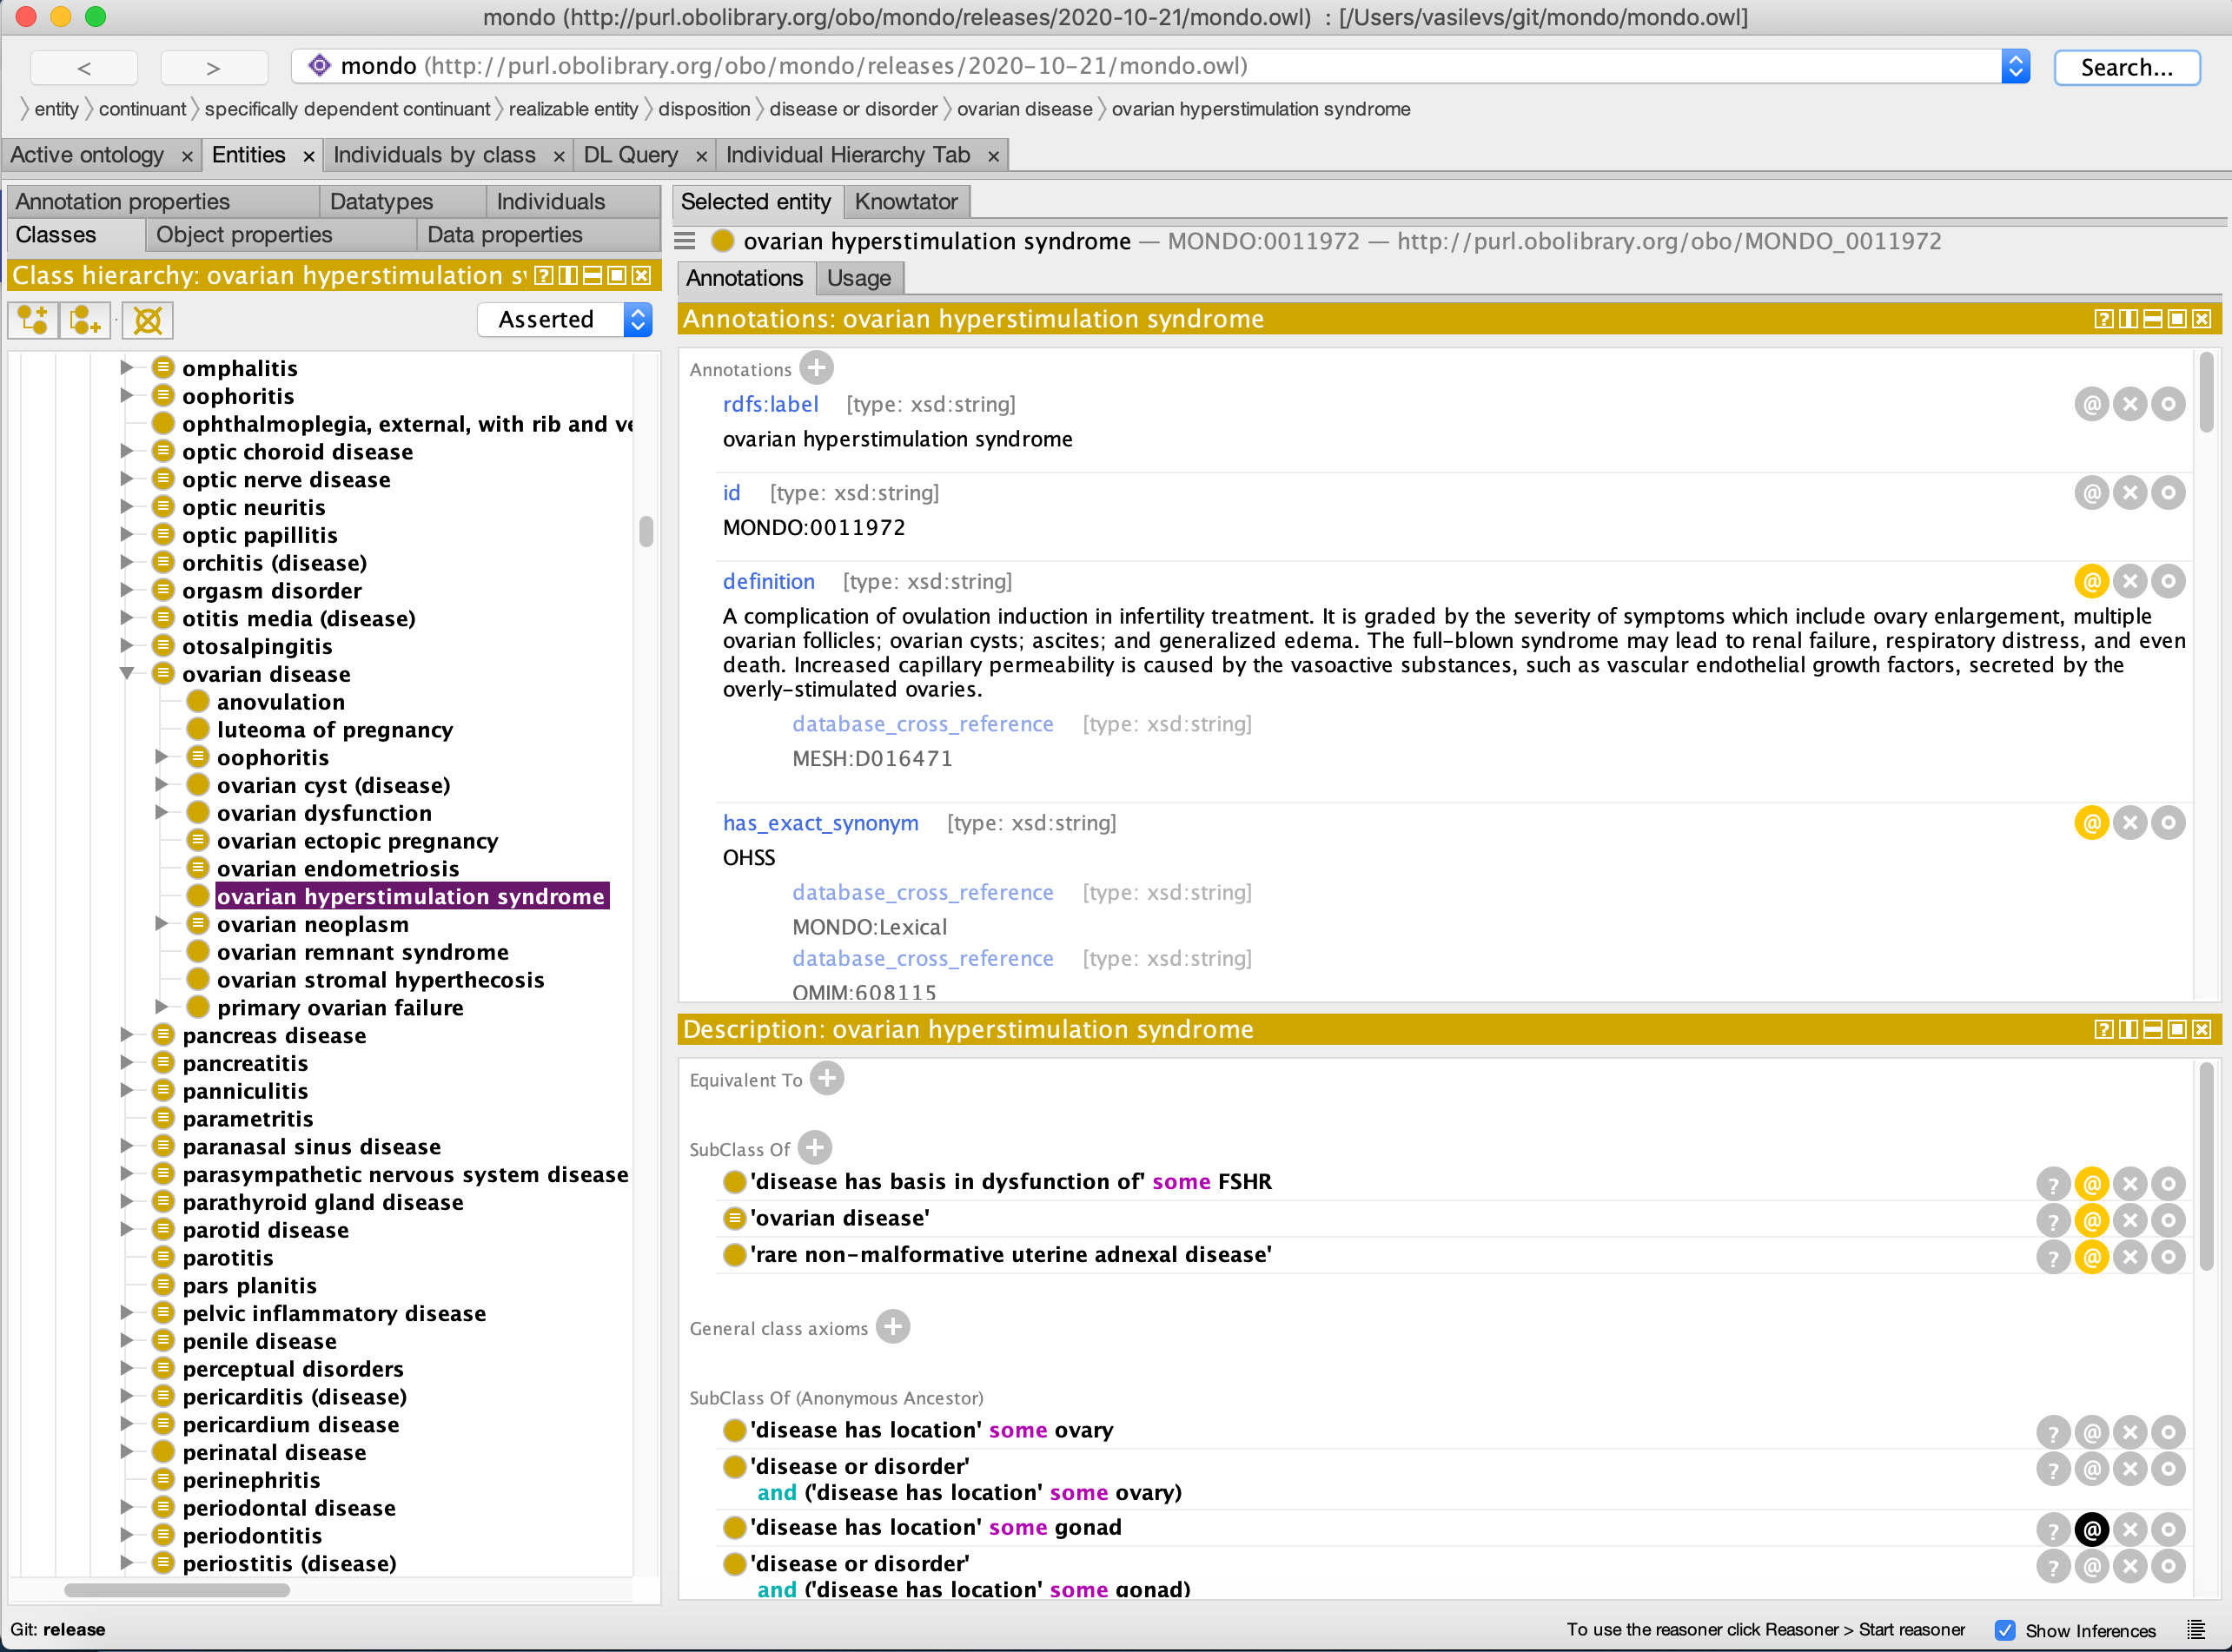 mondo (http://purl.obolibrary.org/obo/mondo/releases/2020-10-21/mondo.owl) : [/Users/vasilevs/git/mondo/mondo.owl]
< > mondo (http://purl.obolibrary.org/obo/mondo/releases/2020-10-21/mondo.owl) Search...
entity continuant specifically dependent continuant realizable entity disposition disease or disorder ovarian disease ovarian hyperstimulation syndrome
Active ontology × Entities × Individuals by class × DL Query × Individual Hierarchy Tab ×
Annotation properties Datatypes Individuals
Classes Object properties Data properties
Class hierarchy: ovarian hyperstimulation s
Asserted
omphalitis
oophoritis
ophthalmoplegia, external, with rib and ve
optic choroid disease
optic nerve disease
optic neuritis
optic papillitis
orchitis (disease)
orgasm disorder
otitis media (disease)
otosalpingitis
ovarian disease
anovulation
luteoma of pregnancy
oophoritis
ovarian cyst (disease)
ovarian dysfunction
ovarian ectopic pregnancy
ovarian endometriosis
ovarian hyperstimulation syndrome
ovarian neoplasm
ovarian remnant syndrome
ovarian stromal hyperthecosis
primary ovarian failure
pancreas disease
pancreatitis
panniculitis
parametritis
paranasal sinus disease
parasympathetic nervous system disease
parathyroid gland disease
parotid disease
parotitis
pars planitis
pelvic inflammatory disease
penile disease
perceptual disorders
pericarditis (disease)
pericardium disease
perinatal disease
perinephritis
periodontal disease
periodontitis
periostitis (disease)
Selected entity Knowtator
ovarian hyperstimulation syndrome — MONDO:0011972 — http://purl.obolibrary.org/obo/MONDO_0011972
Annotations Usage
Annotations: ovarian hyperstimulation syndrome
Annotations
rdfs:label [type: xsd:string]
ovarian hyperstimulation syndrome
id [type: xsd:string]
MONDO:0011972
definition [type: xsd:string]
A complication of ovulation induction in infertility treatment. It is graded by the severity of symptoms which include ovary enlargement, multiple
ovarian follicles; ovarian cysts; ascites; and generalized edema. The full-blown syndrome may lead to renal failure, respiratory distress, and even
death. Increased capillary permeability is caused by the vasoactive substances, such as vascular endothelial growth factors, secreted by the
overly-stimulated ovaries.
database_cross_reference [type: xsd:string]
MESH:D016471
has_exact_synonym [type: xsd:string]
OHSS
database_cross_reference [type: xsd:string]
MONDO:Lexical
database_cross_reference [type: xsd:string]
OMIM:608115
Description: ovarian hyperstimulation syndrome
Equivalent To
SubClass Of
'disease has basis in dysfunction of' some FSHR
'ovarian disease'
'rare non-malformative uterine adnexal disease'
General class axioms
SubClass Of (Anonymous Ancestor)
'disease has location' some ovary
'disease or disorder'
and ('disease has location' some ovary)
'disease has location' some gonad
'disease or disorder'
and ('disease has location' some gonad)
Git: release
To use the reasoner click Reasoner > Start reasoner Show Inferences